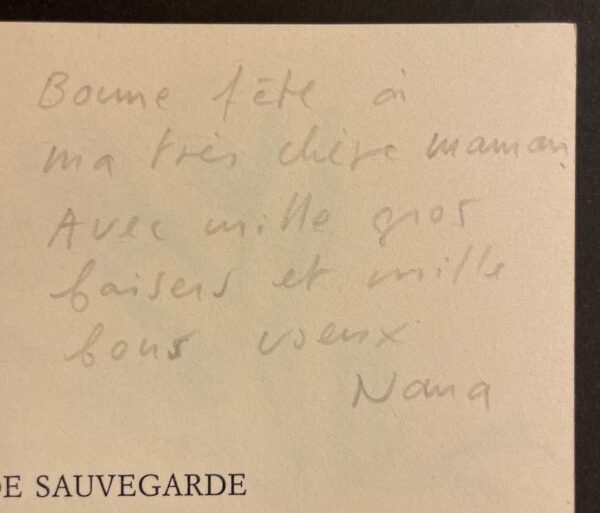 Bonne fête à
ma très chère maman.
Avec mille gros
baisers et mille
bons voeux
Nana
DE SAUVEGARDE